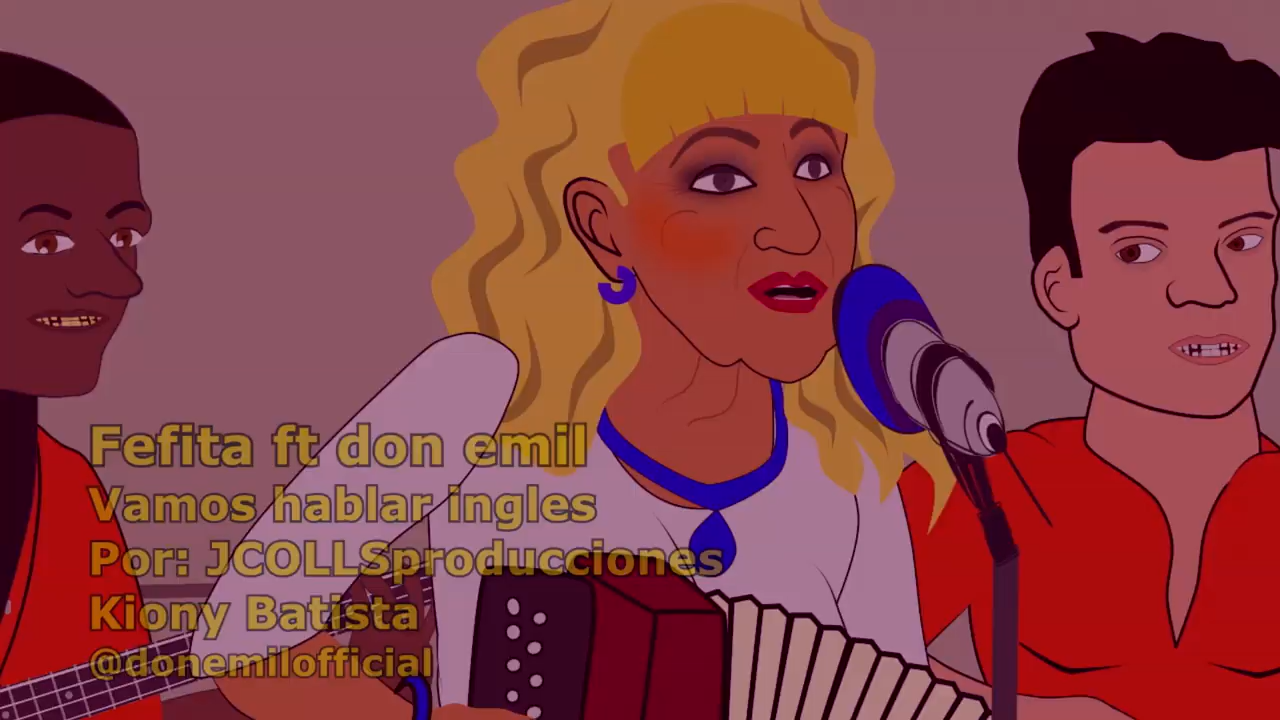 Fefita ft don emil
Vamos hablar ingles
Por: JCOLLSproducciones
Kiony Batista
@donemilofficial